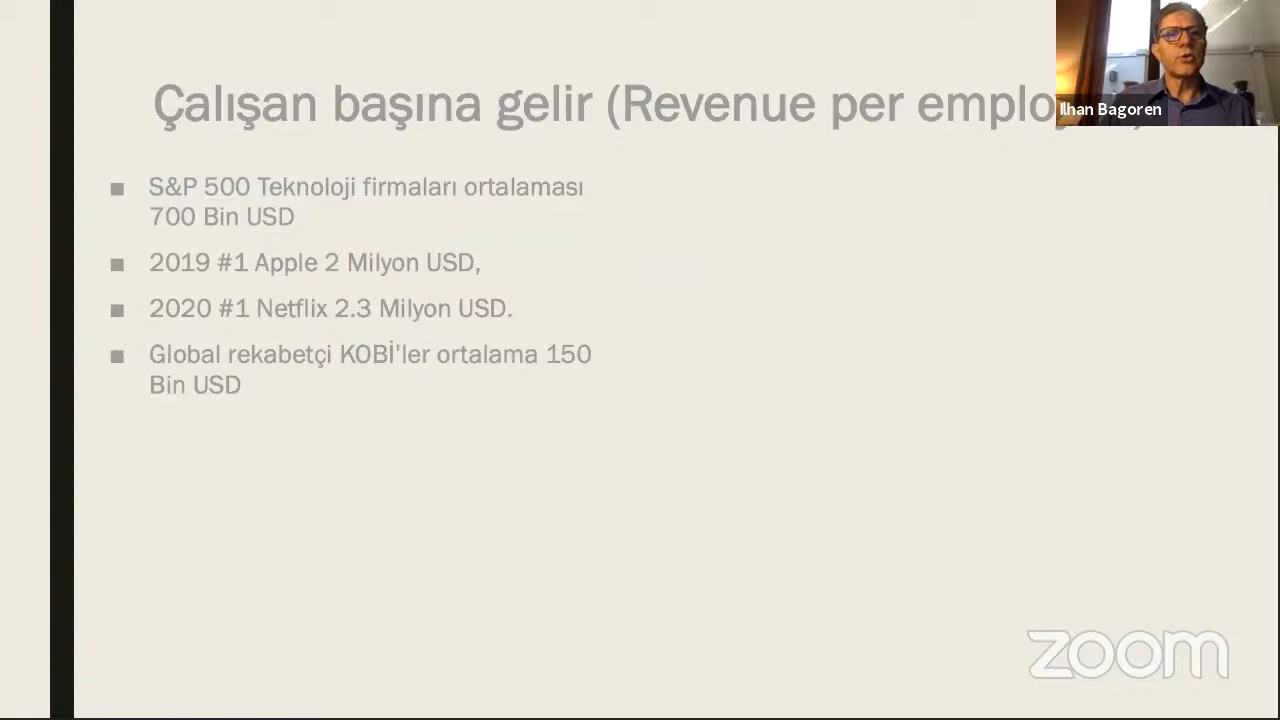 Çalışan başına gelir (Revenue per
Ilhan Bagoren
■ S&P 500 Teknoloji firmaları ortalaması
700 Bin USD
■ 2019 #1 Apple 2 Milyon USD,
■ 2020 #1 Netflix 2.3 Milyon USD.
■ Global rekabetçi KOBİ'ler ortalama 150
Bin USD
zoom